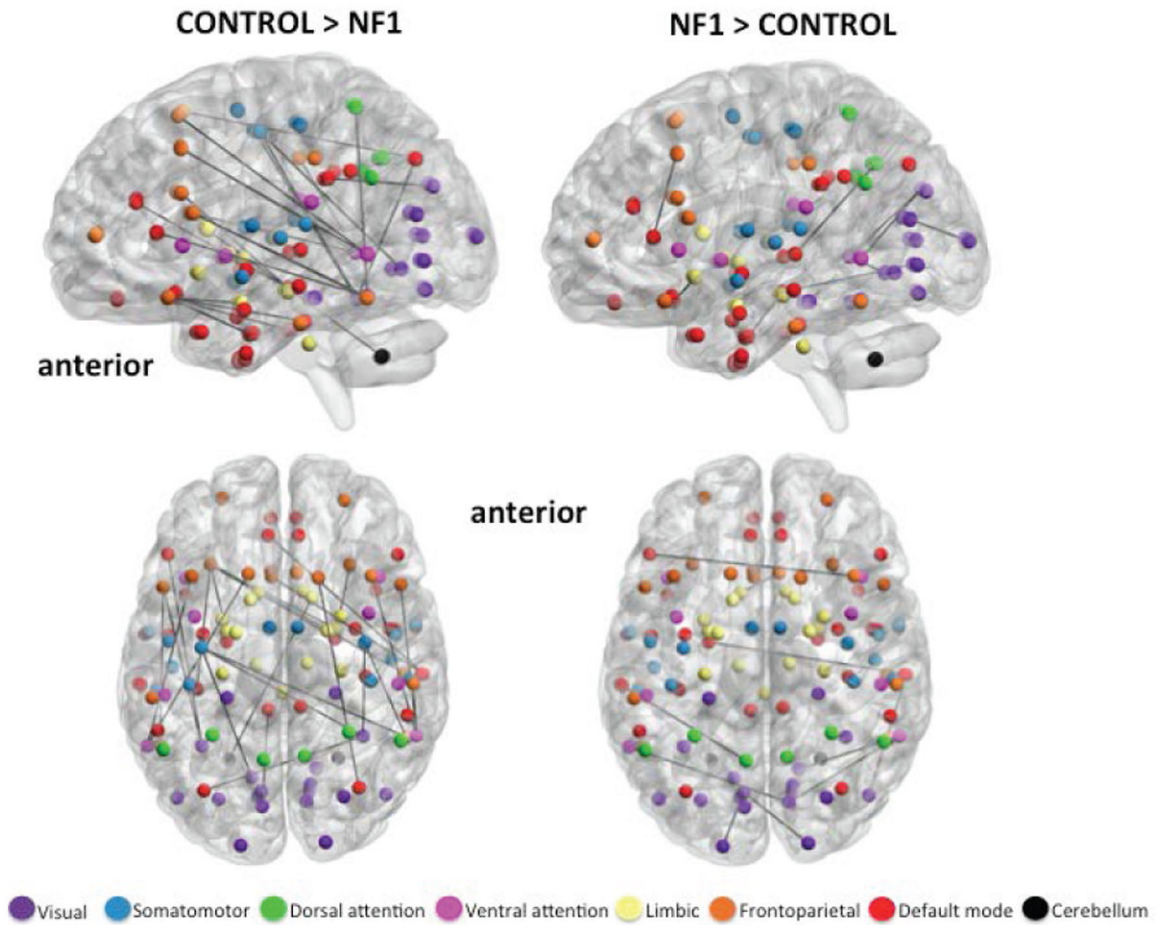 CONTROL > NF1
NF1 > CONTROL
anterior
anterior
Visual
Somatomotor
Dorsal attention
Ventral attention
Limbic
Frontoparietal
Default mode
Cerebellum